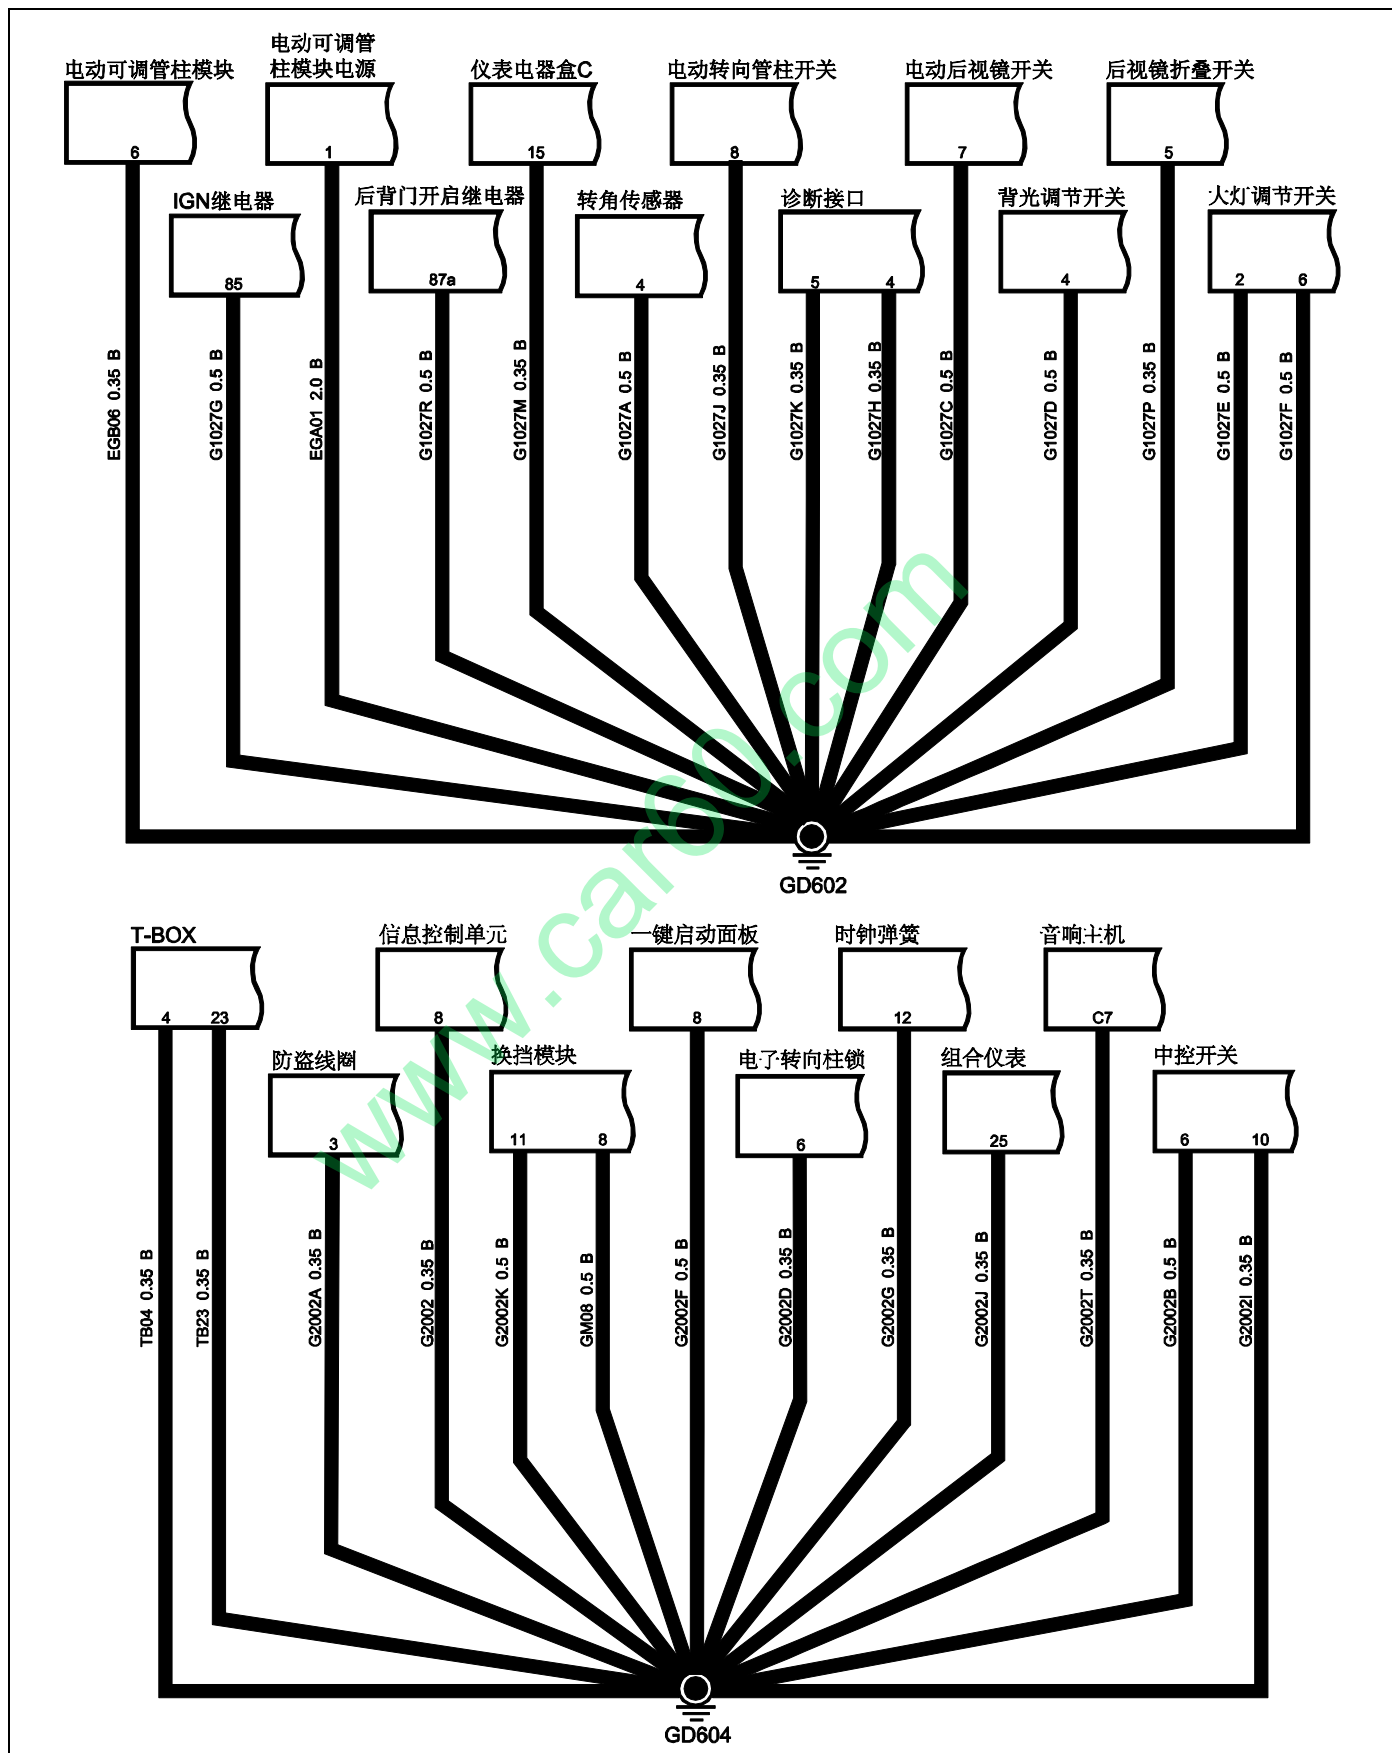 电动可调管柱模块
电动可调管
柱模块电源
仪表电器盒C
电动转向管柱开关
电动后视镜开关
后视镜折叠开关
6
1
15
8
7
5
IGN继电器
后背门开启继电器
转角传感器
诊断接口
背光调节开关
大灯调节开关
85
87a
4
5
4
4
2
6
EGB06 0.35 B
G1027G 0.5 B
EGA01 2.0 B
G1027R 0.5 B
G1027M 0.35 B
G1027A 0.5 B
G1027J 0.35 B
G1027K 0.35 B
G1027H 0.35 B
G1027C 0.5 B
G1027D 0.5 B
G1027P 0.35 B
G1027E 0.5 B
G1027F 0.5 B
GD602
www.car60.com
T-BOX
信息控制单元
一键启动面板
时钟弹簧
音响主机
4
23
8
8
12
C7
防盗线圈
换挡模块
电子转向柱锁
组合仪表
中控开关
3
11
8
6
25
6
10
TB04 0.35 B
TB23 0.35 B
G2002A 0.35 B
G2002 0.35 B
G2002K 0.5 B
GM08 0.5 B
G2002F 0.5 B
G2002D 0.35 B
G2002G 0.35 B
G2002J 0.35 B
G2002T 0.35 B
G2002B 0.5 B
G2002I 0.35 B
GD604